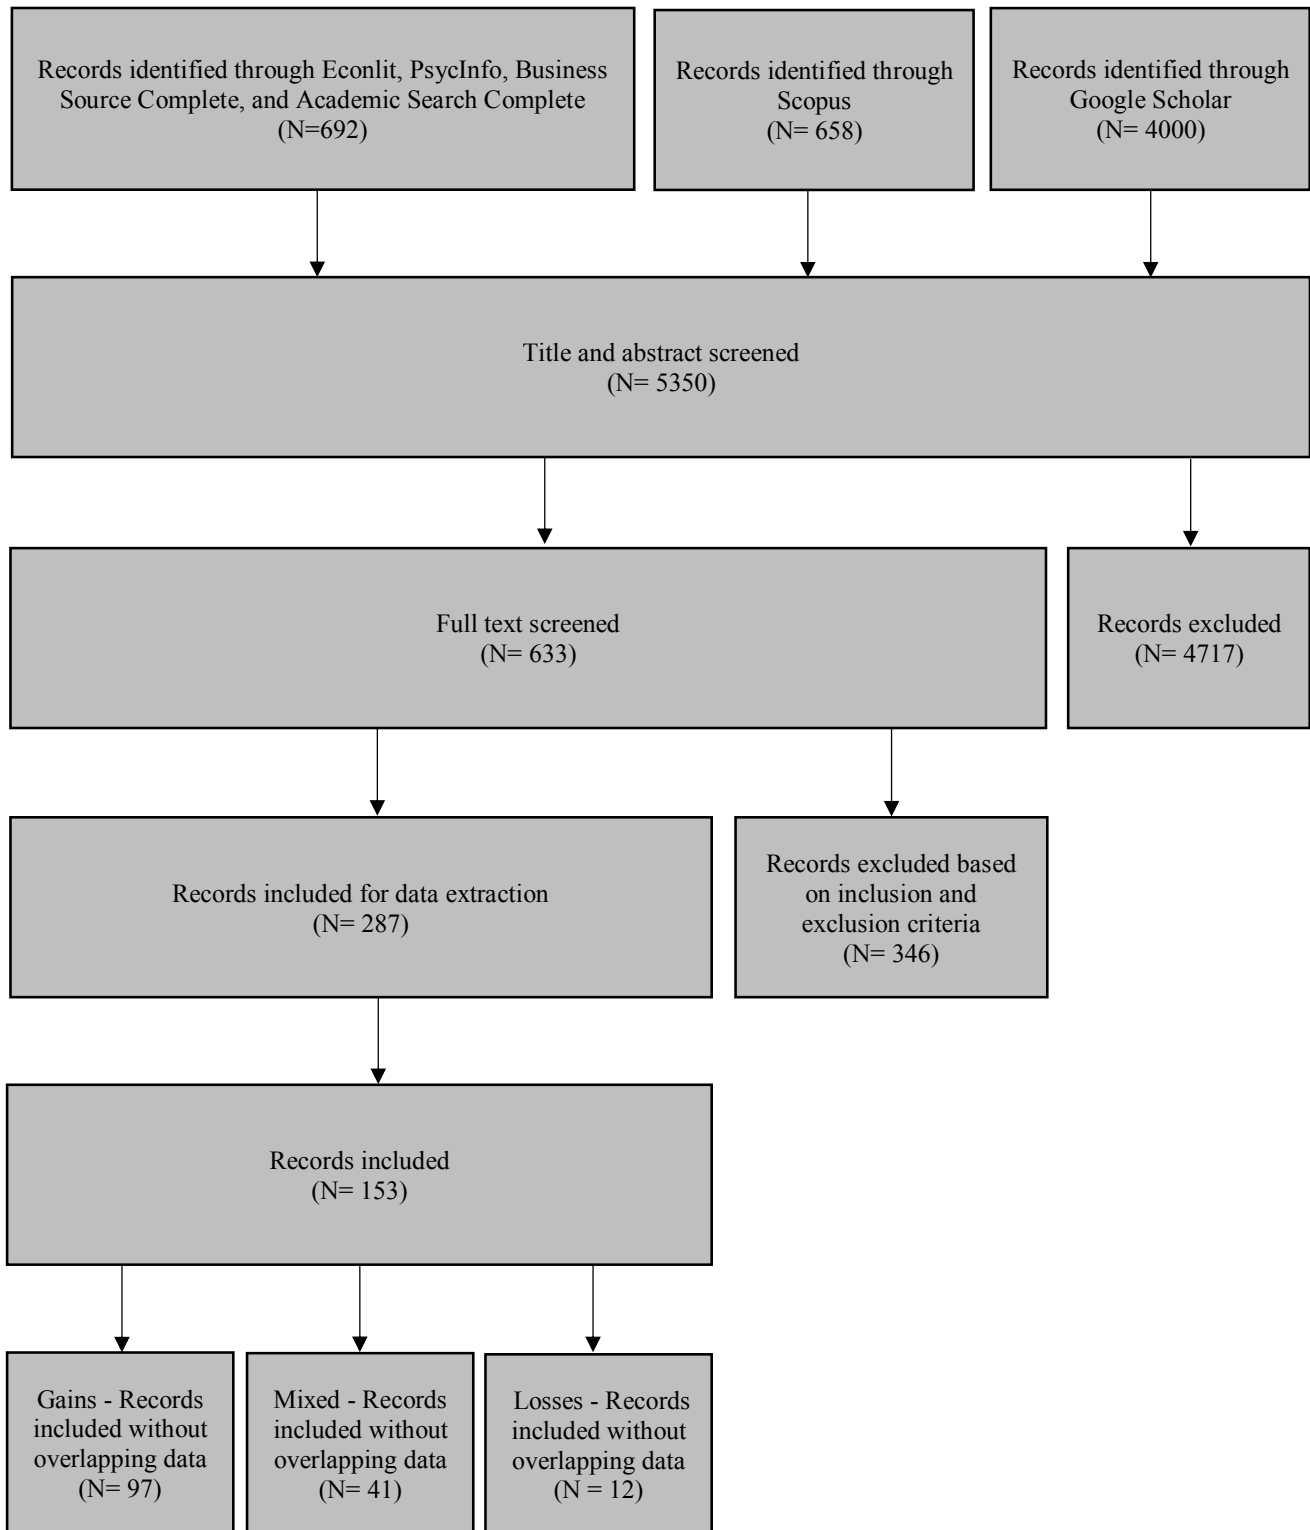 Records identified through Econlit, PsycInfo, Business
Source Complete, and Academic Search Complete
(N=692)
Records identified through
Scopus
(N= 658)
Records identified through
Google Scholar
(N= 4000)
Title and abstract screened
(N= 5350)
Full text screened
(N= 633)
Records excluded
(N= 4717)
Records included for data extraction
(N= 287)
Records excluded based
on inclusion and
exclusion criteria
(N= 346)
Records included
(N= 153)
Gains - Records
included without
overlapping data
(N= 97)
Mixed - Records
included without
overlapping data
(N= 41)
Losses - Records
included without
overlapping data
(N = 12)